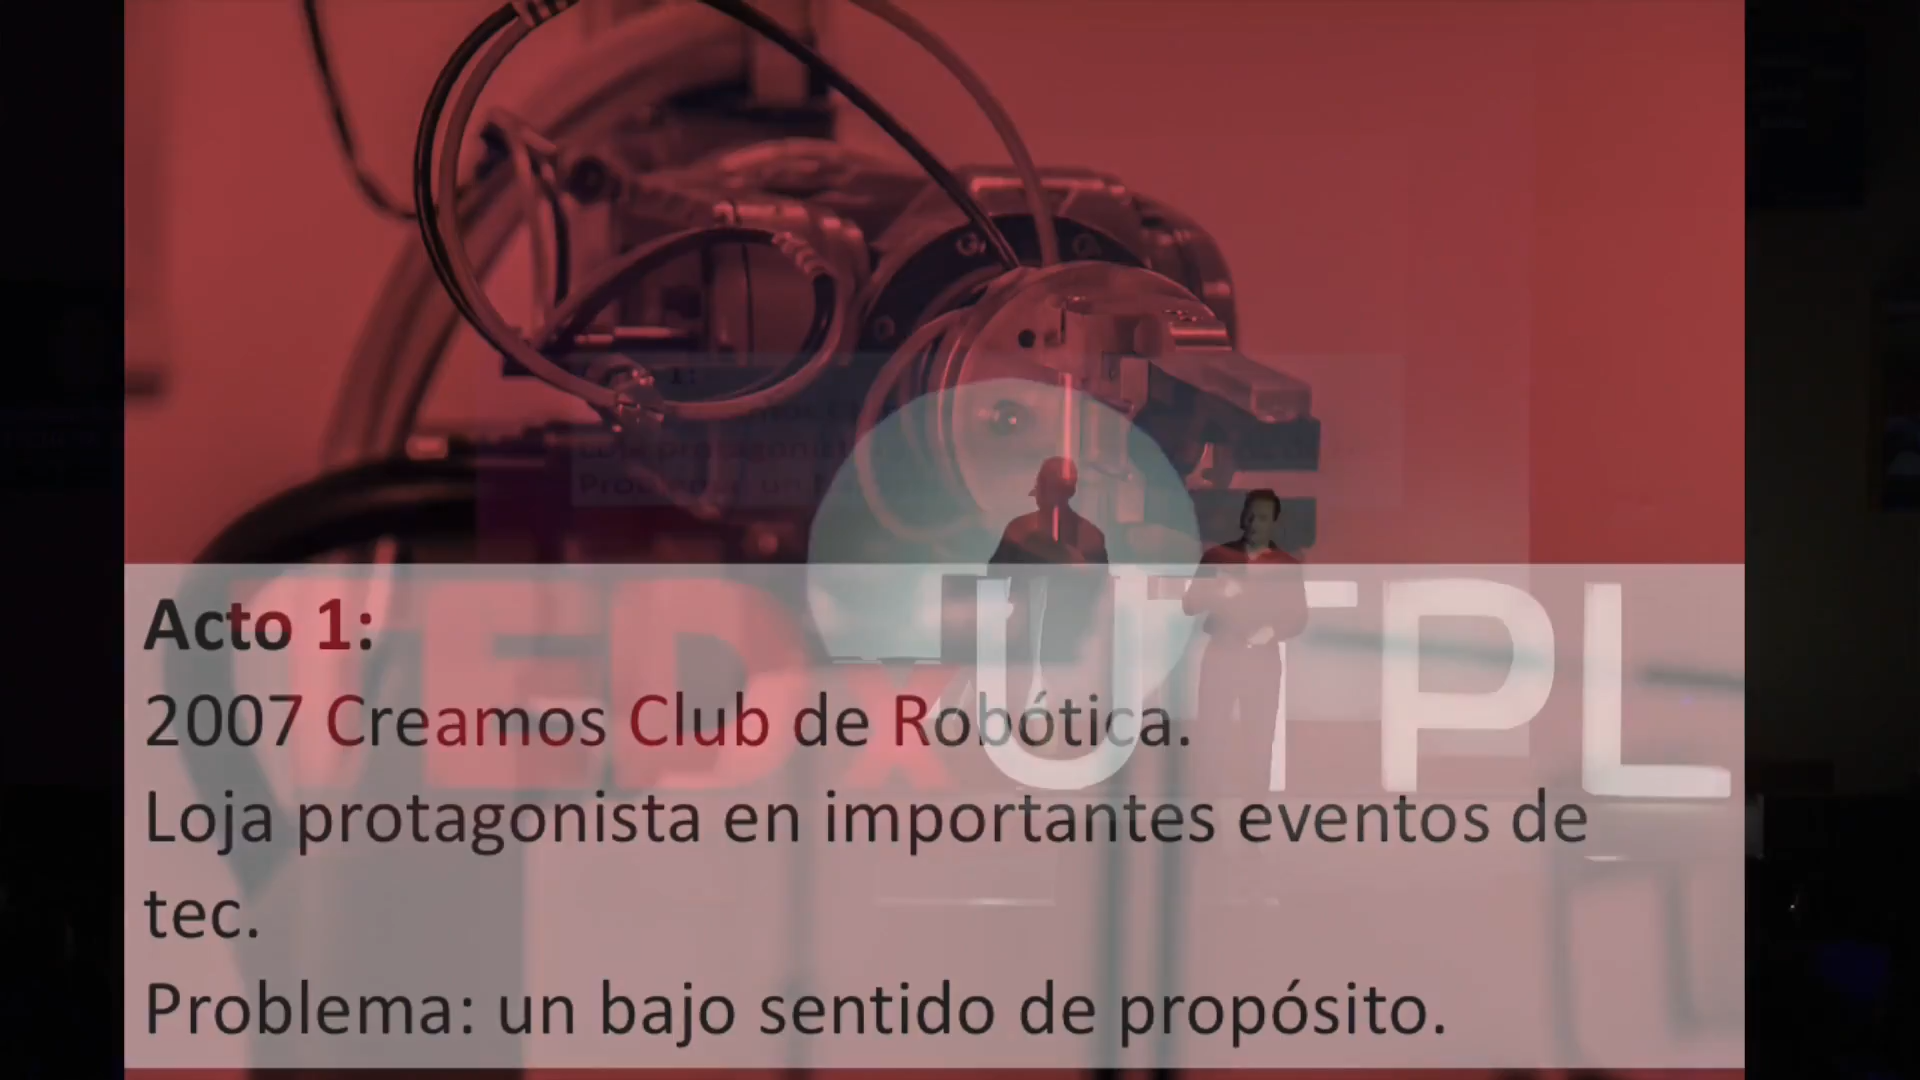 Acto 1:
2007 Creamos Club de Robótica.
Loja protagonista en importantes eventos de
tec.
Problema: un bajo sentido de propósito.
TEDxUTPL